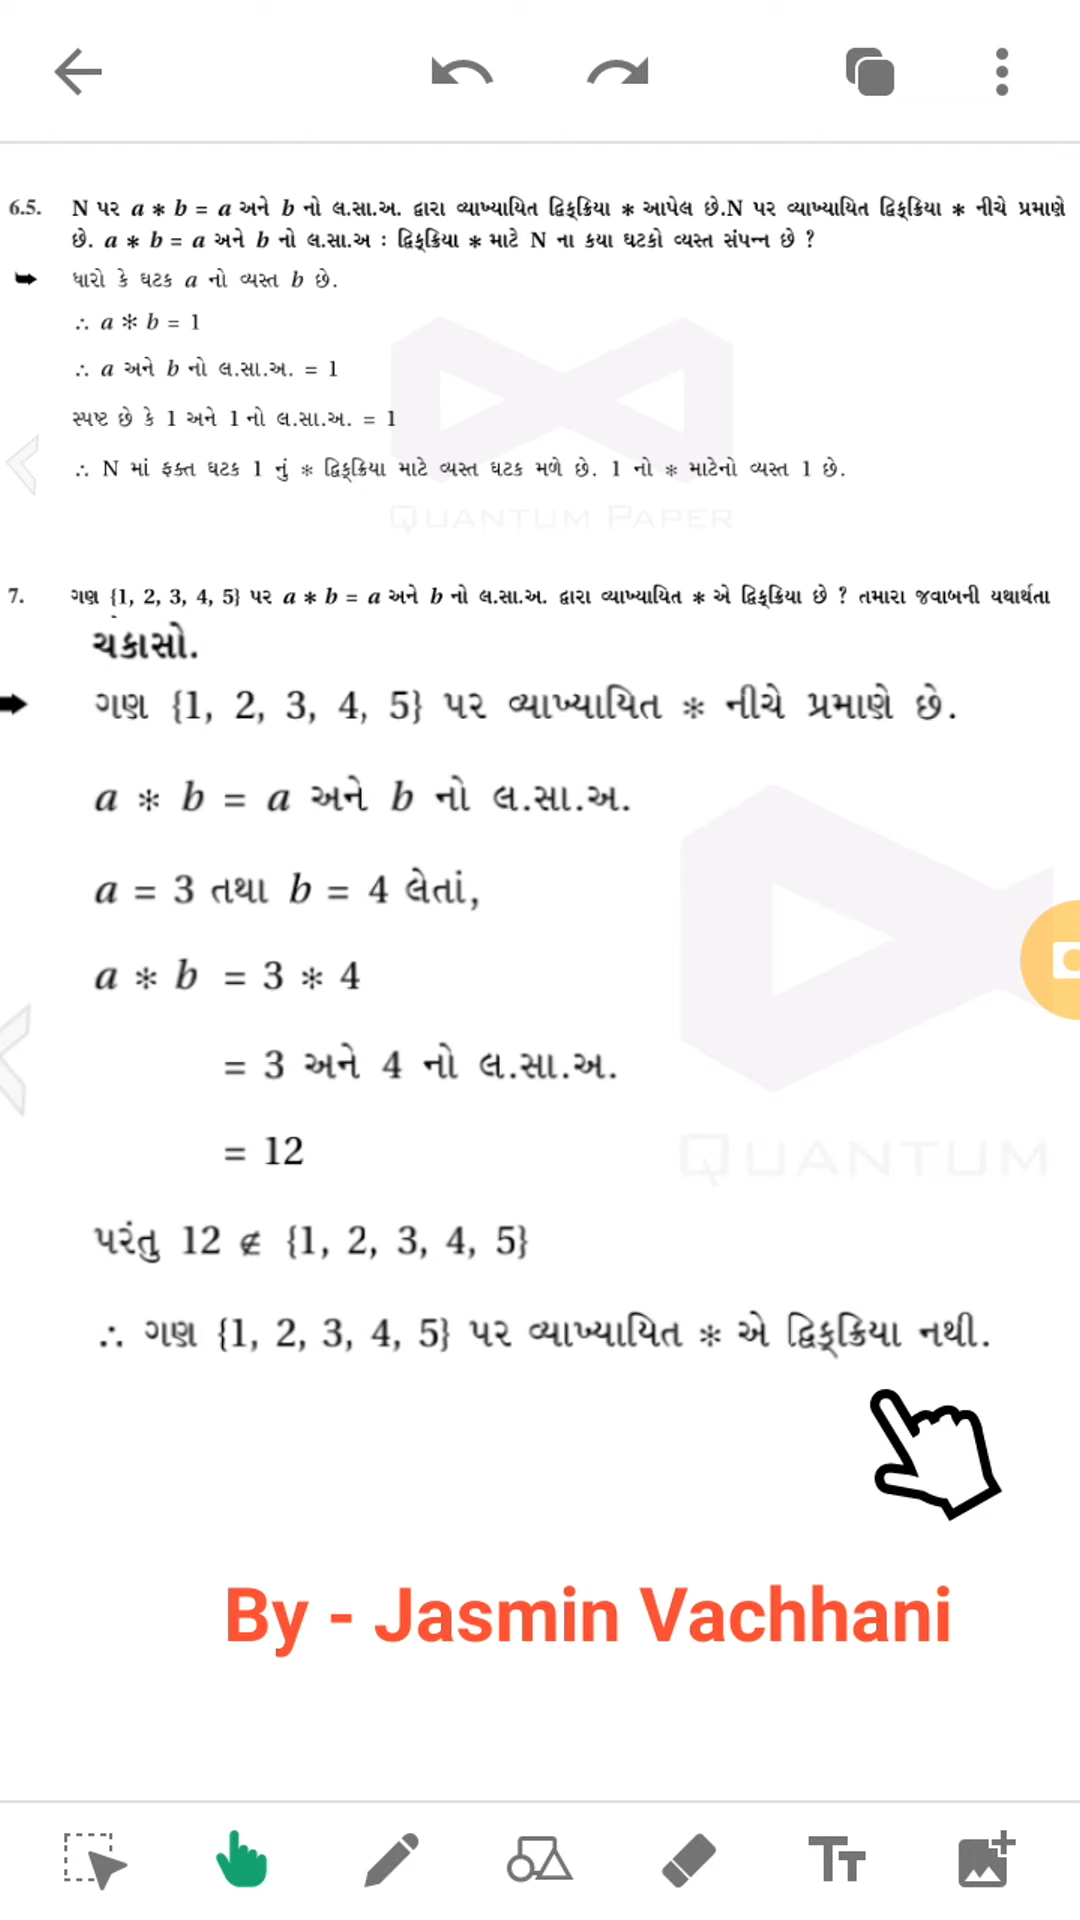 6.5. N પર a * b = a અને b નો લ.સા.અ. દ્વારા વ્યાખ્યાયિત દ્વિક્ક્રિયા * આપેલ છે.N પર વ્યાખ્યાયિત દ્વિક્ક્રિયા * નીચે પ્રમાણે
છે. a * b = a અને b નો લ.સા.અ : દ્વિક્ક્રિયા * માટે N ના કયા ઘટકો વ્યસ્ત સંપન્ન છે ?
➥ ધારો કે ઘટક a નો વ્યસ્ત b છે.
∴ a * b = 1
∴ a અને b નો લ.સા.અ. = 1
સ્પષ્ટ છે કે 1 અને 1 નો લ.સા.અ. = 1
∴ N માં ફક્ત ઘટક 1 નું * દ્વિક્ક્રિયા માટે વ્યસ્ત ઘટક મળે છે. 1 નો * માટેનો વ્યસ્ત 1 છે.
QUANTUM PAPER
7. ગણ {1, 2, 3, 4, 5} પર a * b = a અને b નો લ.સા.અ. દ્વારા વ્યાખ્યાયિત * એ દ્વિક્ક્રિયા છે ? તમારા જવાબની યથાર્થતા
ચકાસો.
➡ ગણ {1, 2, 3, 4, 5} પર વ્યાખ્યાયિત * નીચે પ્રમાણે છે.
a * b = a અને b નો લ.સા.અ.
a = 3 તથા b = 4 લેતાં,
a * b = 3 * 4
= 3 અને 4 નો લ.સા.અ.
= 12
QUANTUM
પરંતુ 12 ∉ {1, 2, 3, 4, 5}
∴ ગણ {1, 2, 3, 4, 5} પર વ્યાખ્યાયિત * એ દ્વિક્ક્રિયા નથી.
By - Jasmin Vachhani
TT